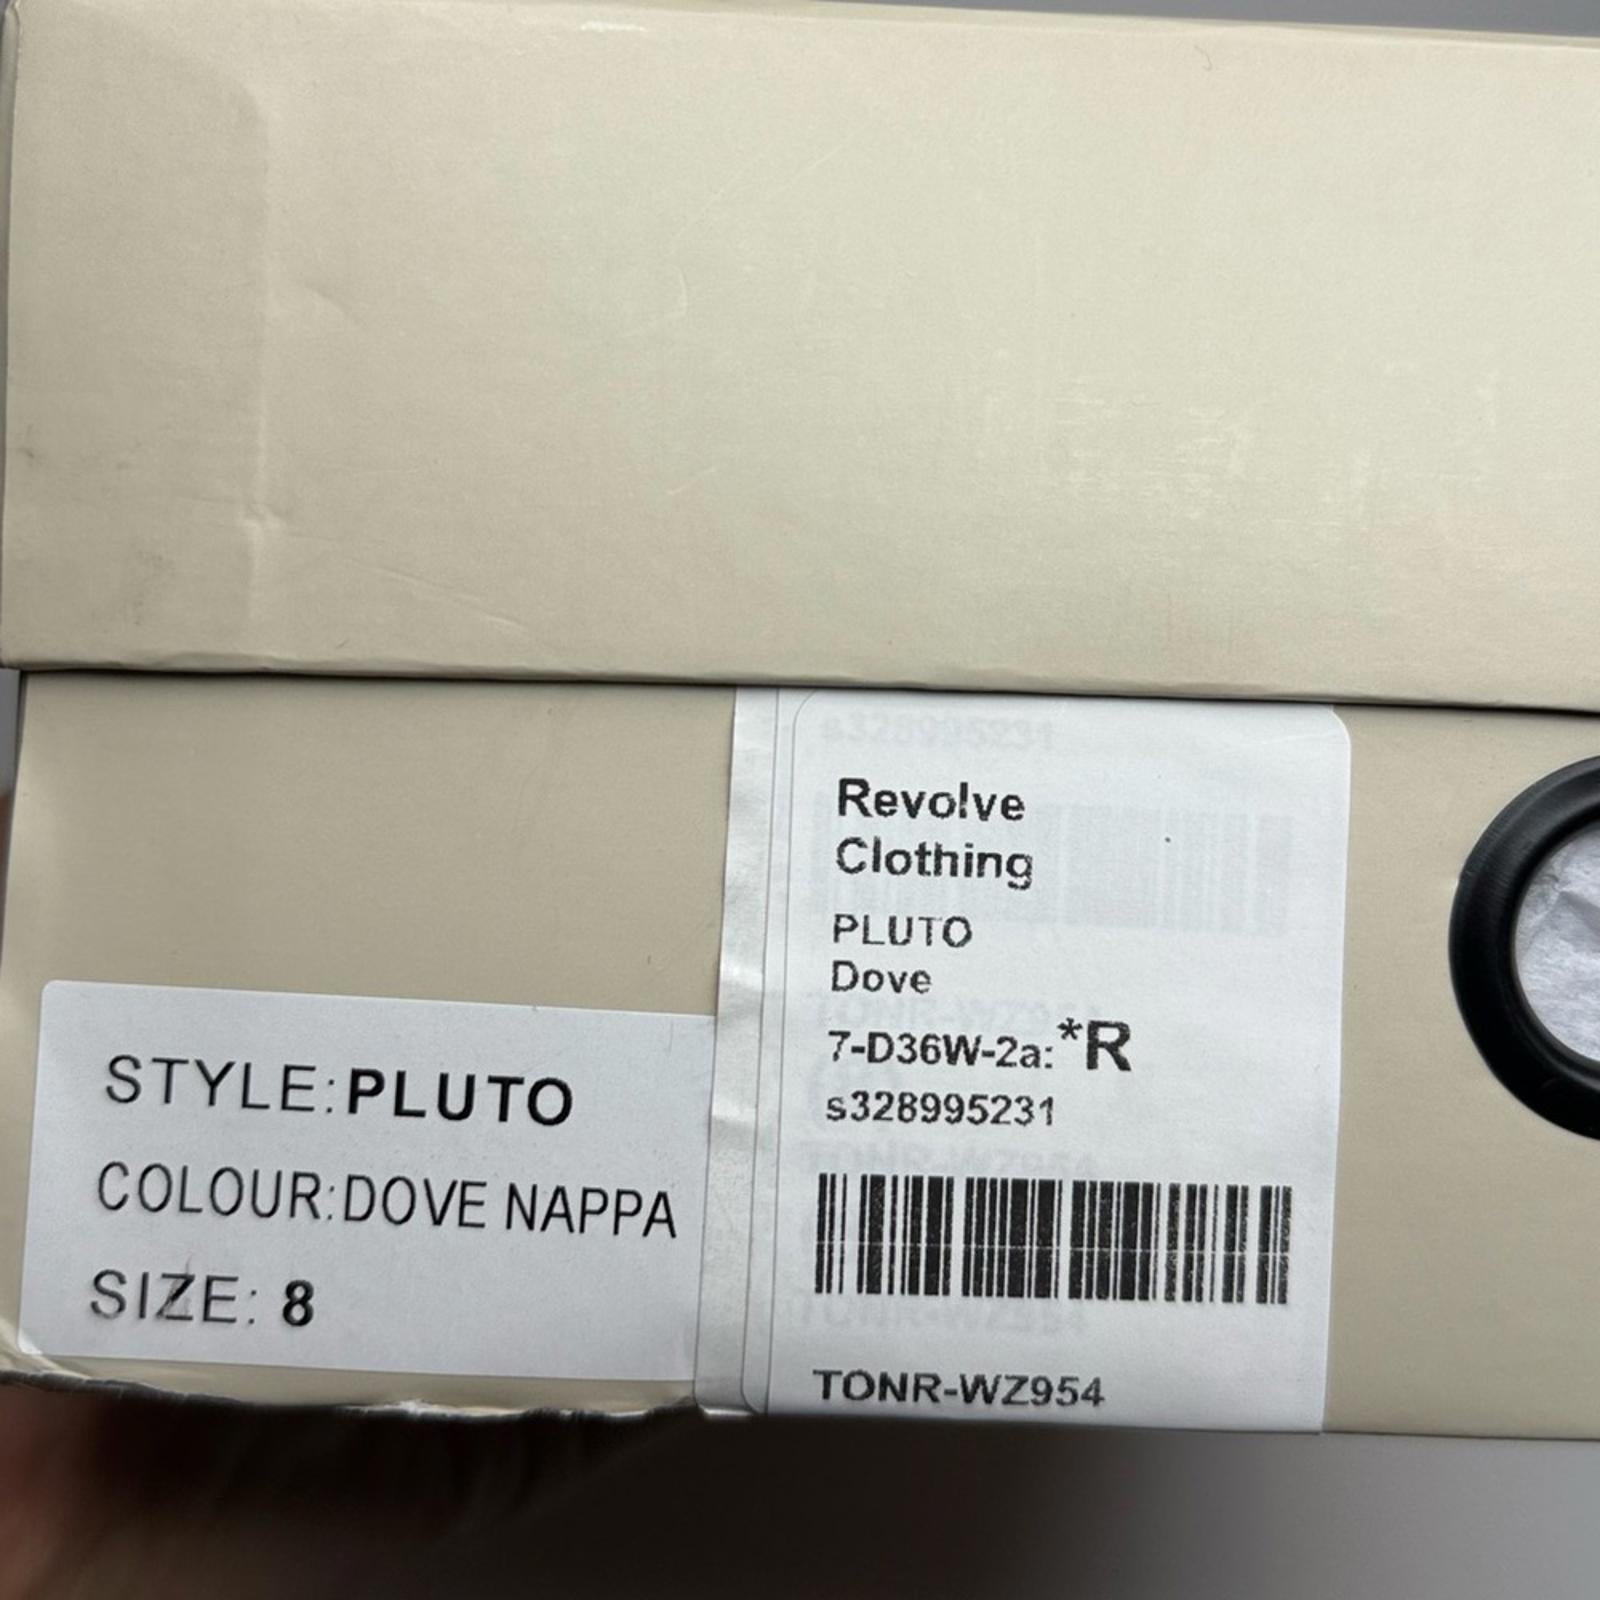 STYLE:PLUTO
COLOUR:DOVE NAPPA
SIZE: 8
s328995231
Revolve
Clothing
PLUTO
Dove
7-D36W-2a:*R
s328995231
TONR-WZ954